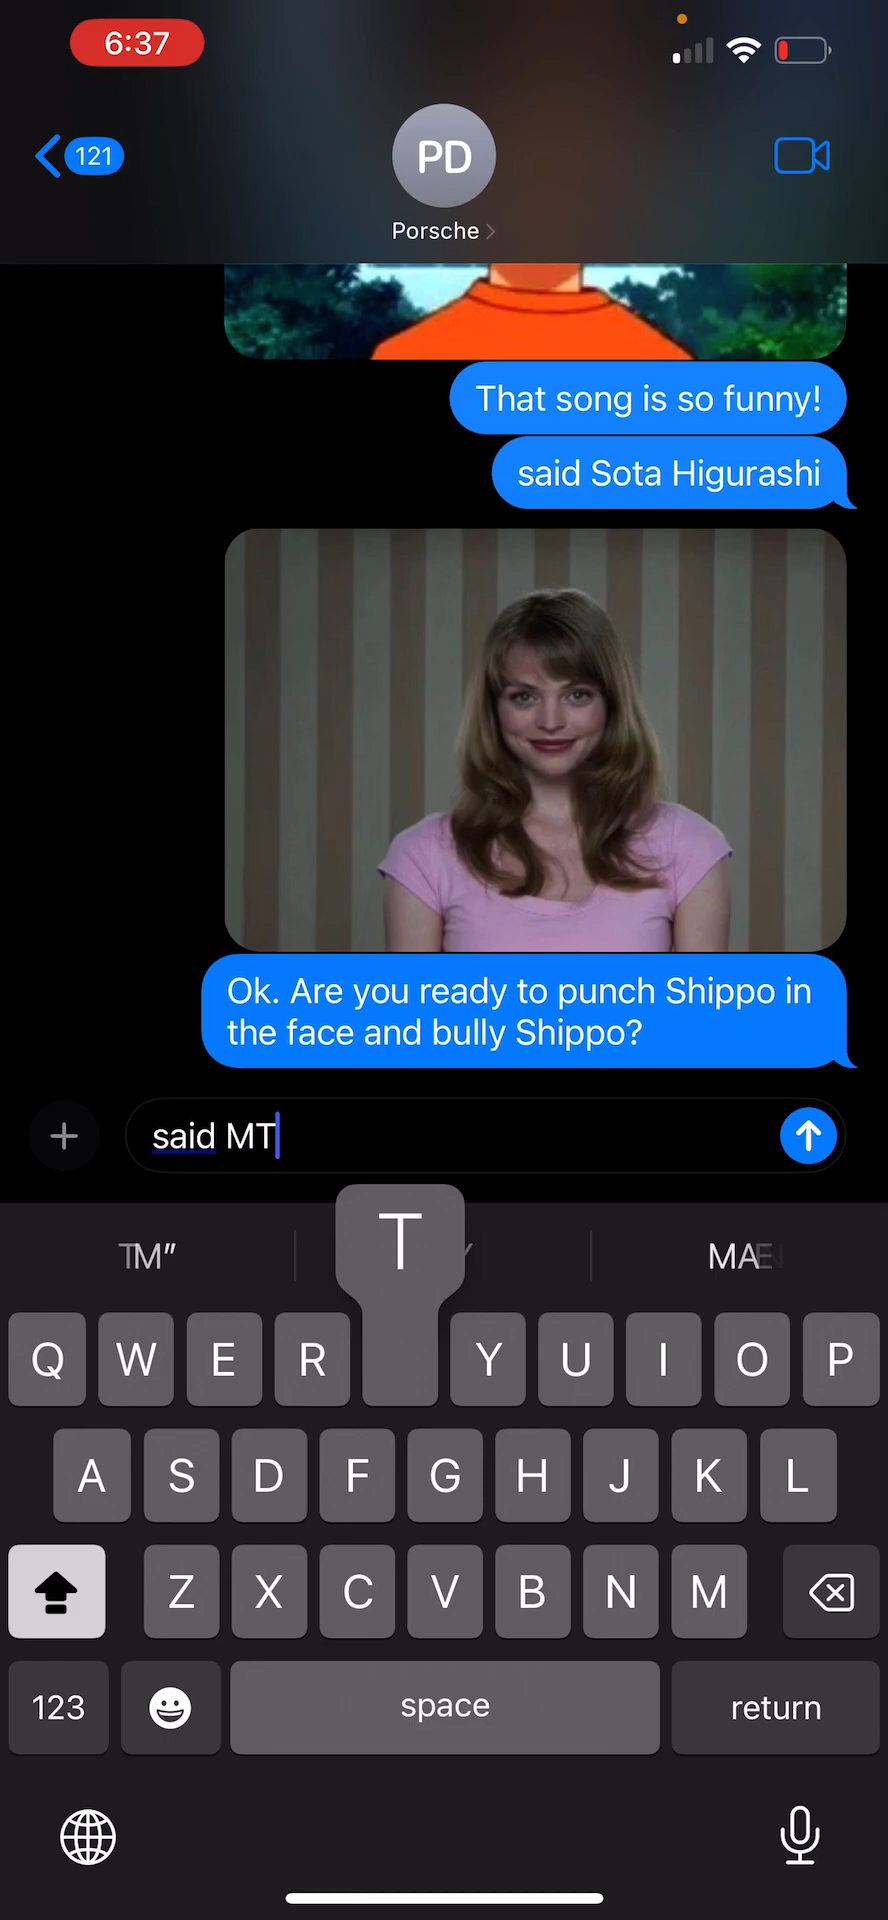 6:37
121
PD
Porsche
That song is so funny!
said Sota Higurashi
Ok. Are you ready to punch Shippo in
the face and bully Shippo?
said MT
T
Q W E R Y U I O P
A S D F G H J K L
Z X C V B N M
123 space return